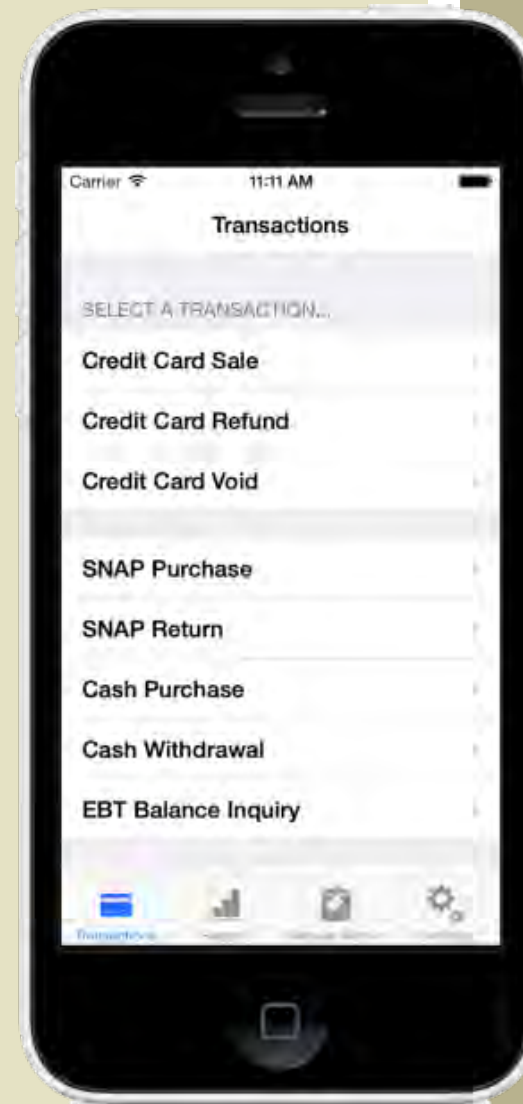 Carrier
11:11 AM
Transactions
SELECT A TRANSACTION...
Credit Card Sale
Credit Card Refund
Credit Card Void
SNAP Purchase
SNAP Return
Cash Purchase
Cash Withdrawal
EBT Balance Inquiry
Transactions